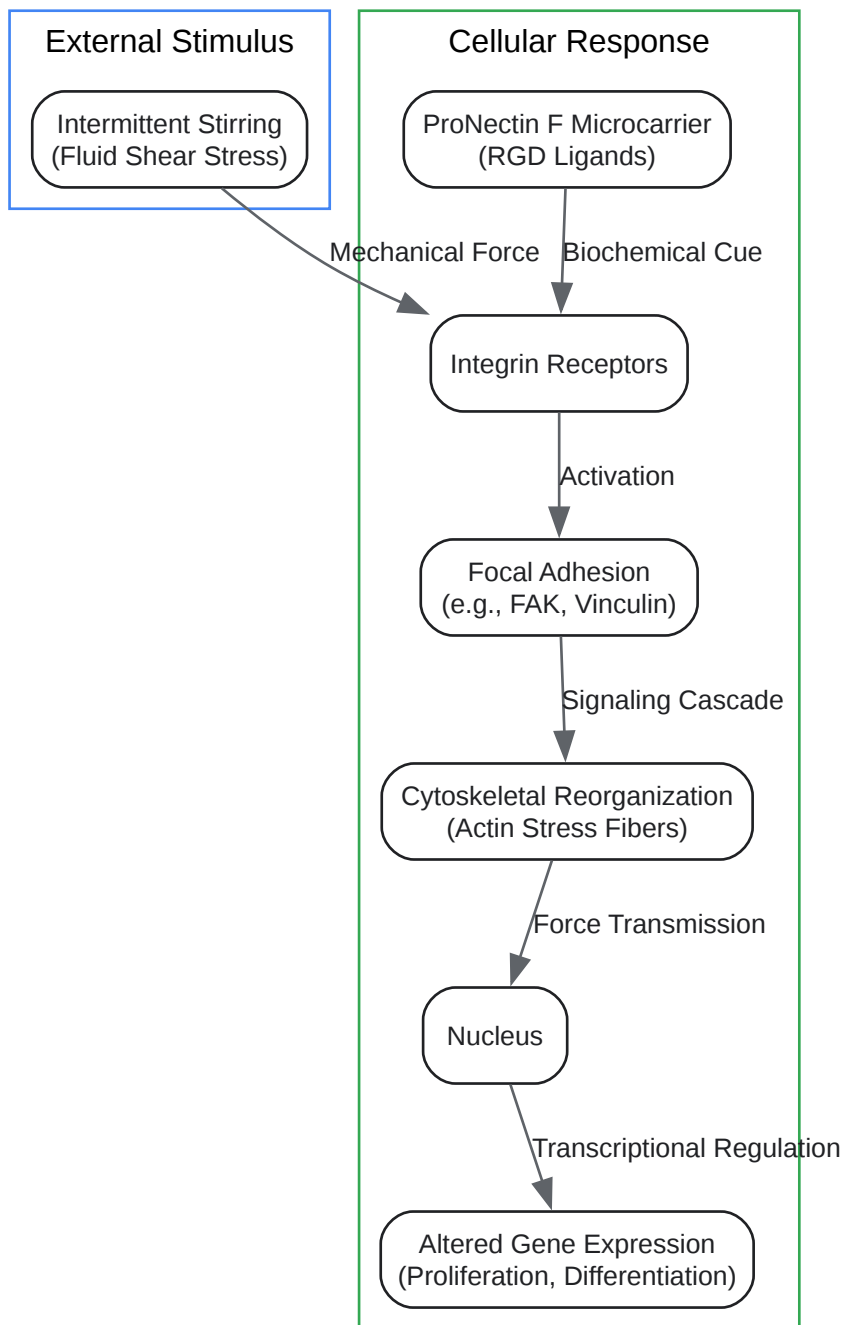 External Stimulus
Cellular Response
Intermittent Stirring
(Fluid Shear Stress)
ProNectin F Microcarrier
(RGD Ligands)
Mechanical Force
Biochemical Cue
Integrin Receptors
Activation
Focal Adhesion
(e.g., FAK, Vinculin)
Signaling Cascade
Cytoskeletal Reorganization
(Actin Stress Fibers)
Force Transmission
Nucleus
Transcriptional Regulation
Altered Gene Expression
(Proliferation, Differentiation)